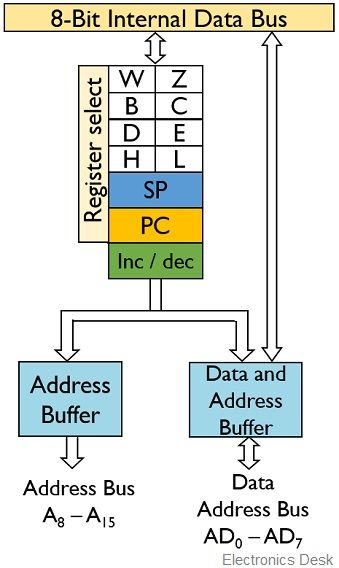 8-Bit Internal Data Bus
Register select
W Z
B C
D E
H L
SP
PC
Inc / dec
Address
Buffer
Data and
Address
Buffer
Address Bus
A₈ – A₁₅
Data
Address Bus
AD₀ – AD₇
Electronics Desk